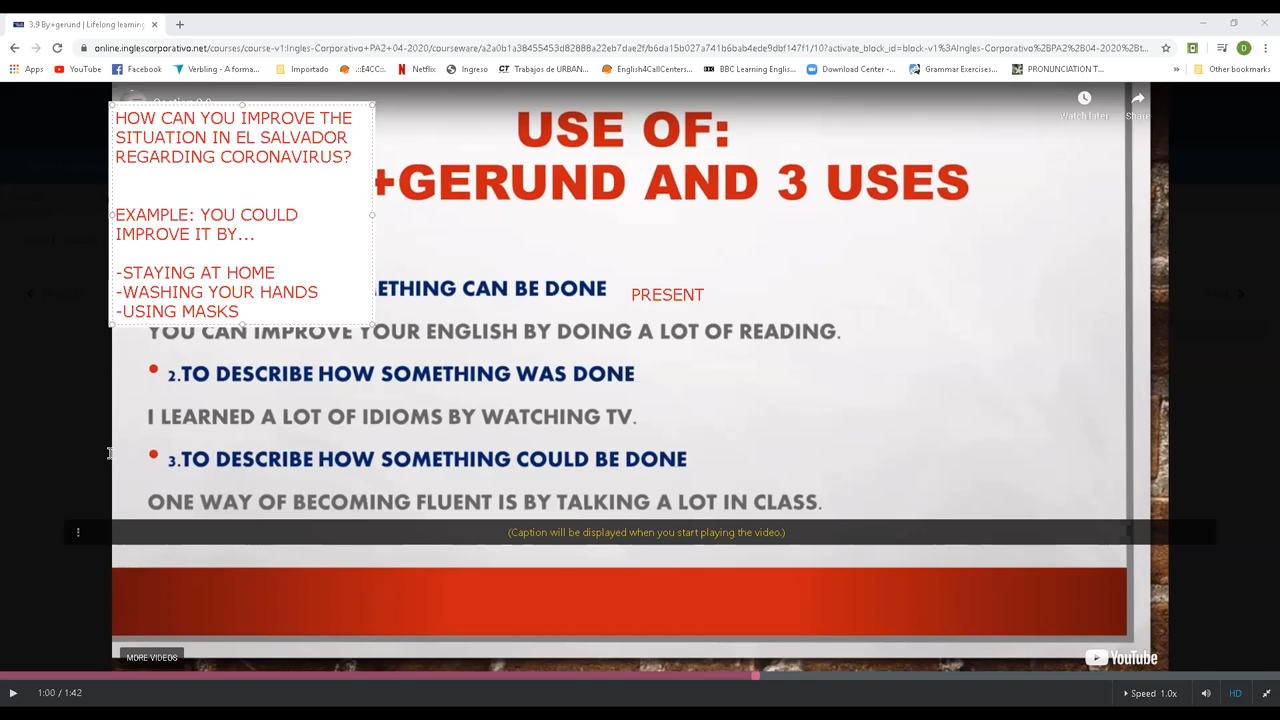 3.9 By+gerund | Lifelong learning
online.inglescorporativo.net/courses/course-v1:Ingles-Corporativo+PA2+04-2020/courseware/a2a0b1a38455453d82888a22eb7dae2f/b6da15b027a741b6bab4ede9dbf147f1/10?activate_block_id=block-v1%3AIngles-Corporativo%2BPA2%2B04-2020%2Bt...
D
Apps YouTube Facebook Verbling - A forma... Importado .::E4CC::. Netflix Ingreso Trabajos de URBAN... English4CallCenters... BBC Learning Englis... Download Center -... Grammar Exercises... PRONUNCIATION T... » Other bookmarks
Watch later Share
HOW CAN YOU IMPROVE THE
SITUATION IN EL SALVADOR
REGARDING CORONAVIRUS?
EXAMPLE: YOU COULD
IMPROVE IT BY...
-STAYING AT HOME
-WASHING YOUR HANDS
-USING MASKS
USE OF:
+GERUND AND 3 USES
ETHING CAN BE DONE PRESENT
YOU CAN IMPROVE YOUR ENGLISH BY DOING A LOT OF READING.
2.TO DESCRIBE HOW SOMETHING WAS DONE
I LEARNED A LOT OF IDIOMS BY WATCHING TV.
3.TO DESCRIBE HOW SOMETHING COULD BE DONE
ONE WAY OF BECOMING FLUENT IS BY TALKING A LOT IN CLASS.
(Caption will be displayed when you start playing the video.)
MORE VIDEOS
YouTube
1:00 / 1:42
Speed 1.0x
HD